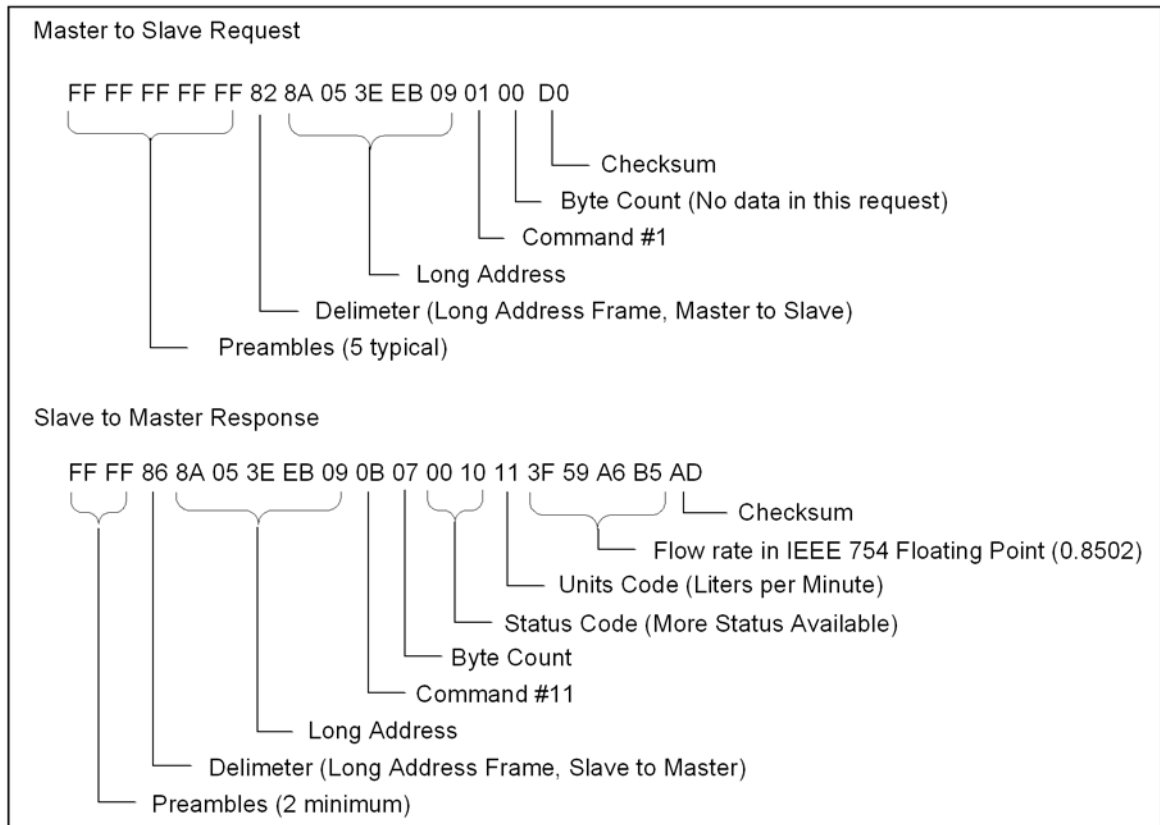 Master to Slave Request
FF FF FF FF FF 82 8A 05 3E EB 09 01 00 D0
Checksum
Byte Count (No data in this request)
Command #1
Long Address
Delimeter (Long Address Frame, Master to Slave)
Preambles (5 typical)
Slave to Master Response
FF FF 86 8A 05 3E EB 09 0B 07 00 10 11 3F 59 A6 B5 AD
Checksum
Flow rate in IEEE 754 Floating Point (0.8502)
Units Code (Liters per Minute)
Status Code (More Status Available)
Byte Count
Command #11
Long Address
Delimeter (Long Address Frame, Slave to Master)
Preambles (2 minimum)